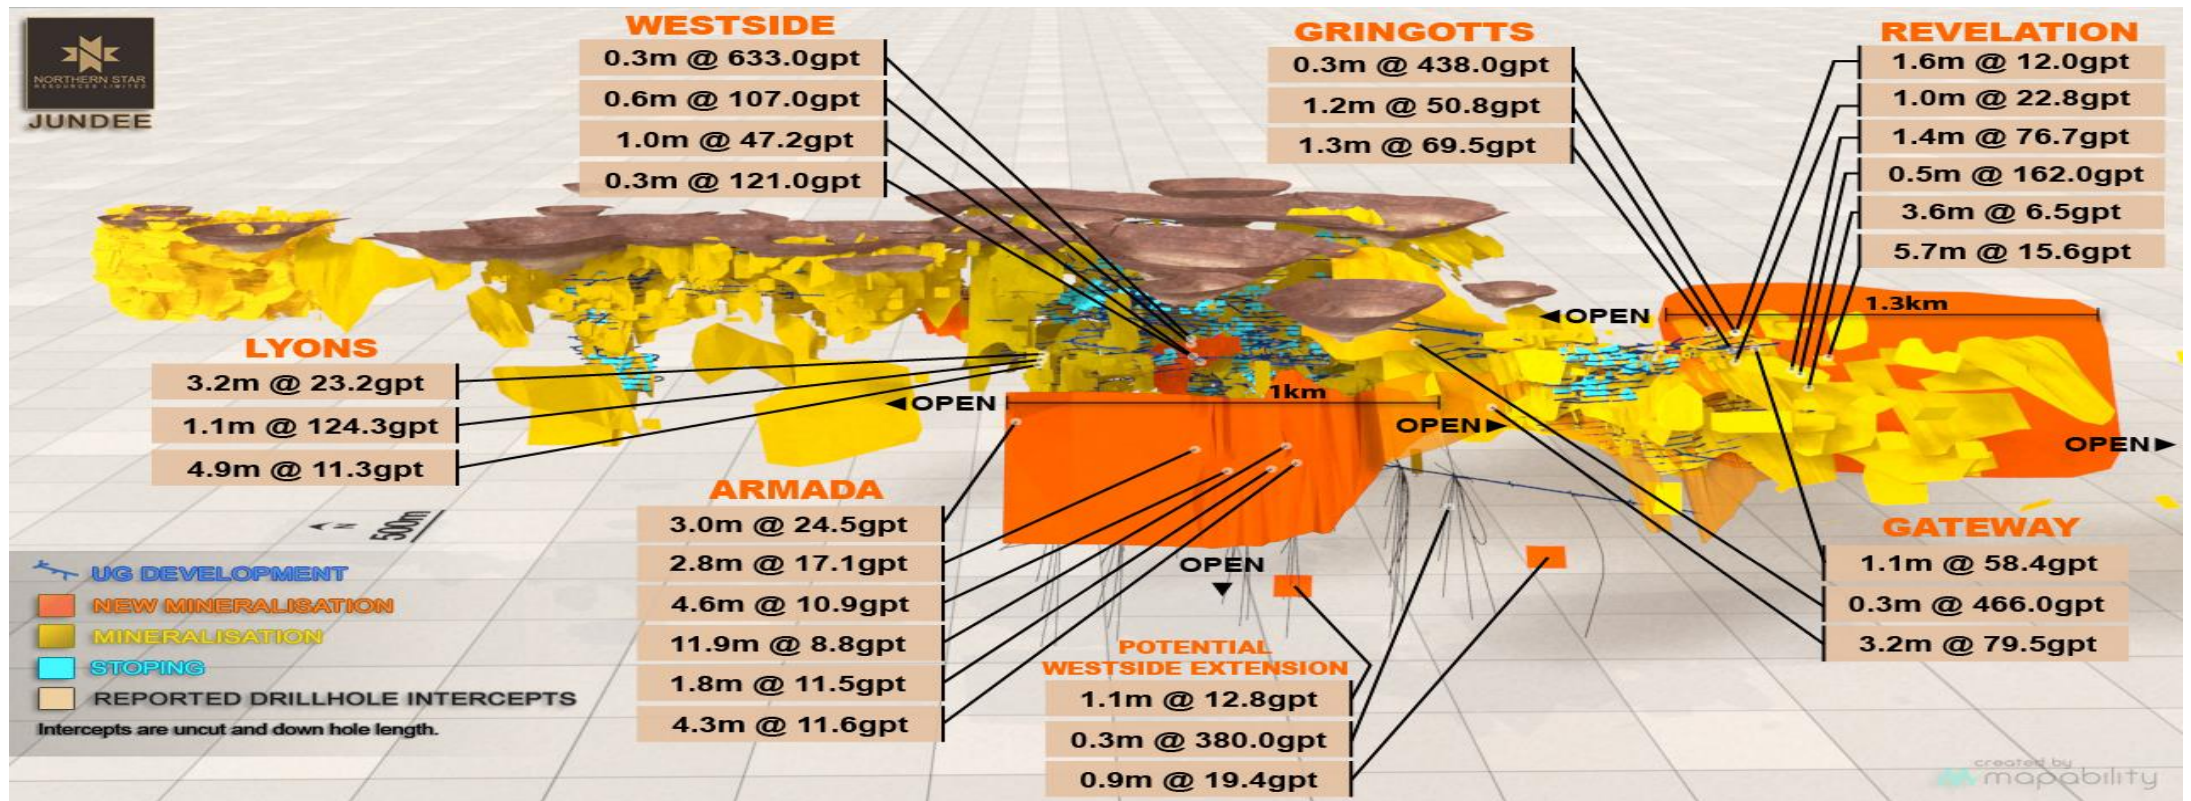 NORTHERN STAR
RESOURCES LIMITED
JUNDEE
WESTSIDE
0.3m @ 633.0gpt
0.6m @ 107.0gpt
1.0m @ 47.2gpt
0.3m @ 121.0gpt
GRINGOTTS
0.3m @ 438.0gpt
1.2m @ 50.8gpt
1.3m @ 69.5gpt
REVELATION
1.6m @ 12.0gpt
1.0m @ 22.8gpt
1.4m @ 76.7gpt
0.5m @ 162.0gpt
3.6m @ 6.5gpt
5.7m @ 15.6gpt
◄OPEN
1.3km
LYONS
3.2m @ 23.2gpt
1.1m @ 124.3gpt
4.9m @ 11.3gpt
◄OPEN
1km
OPEN►
OPEN►
ARMADA
3.0m @ 24.5gpt
2.8m @ 17.1gpt
4.6m @ 10.9gpt
11.9m @ 8.8gpt
1.8m @ 11.5gpt
4.3m @ 11.6gpt
OPEN
▼
POTENTIAL
WESTSIDE EXTENSION
1.1m @ 12.8gpt
0.3m @ 380.0gpt
0.9m @ 19.4gpt
GATEWAY
1.1m @ 58.4gpt
0.3m @ 466.0gpt
3.2m @ 79.5gpt
N
500m
UG DEVELOPMENT
NEW MINERALISATION
MINERALISATION
STOPING
REPORTED DRILLHOLE INTERCEPTS
Intercepts are uncut and down hole length.
created by
mapability